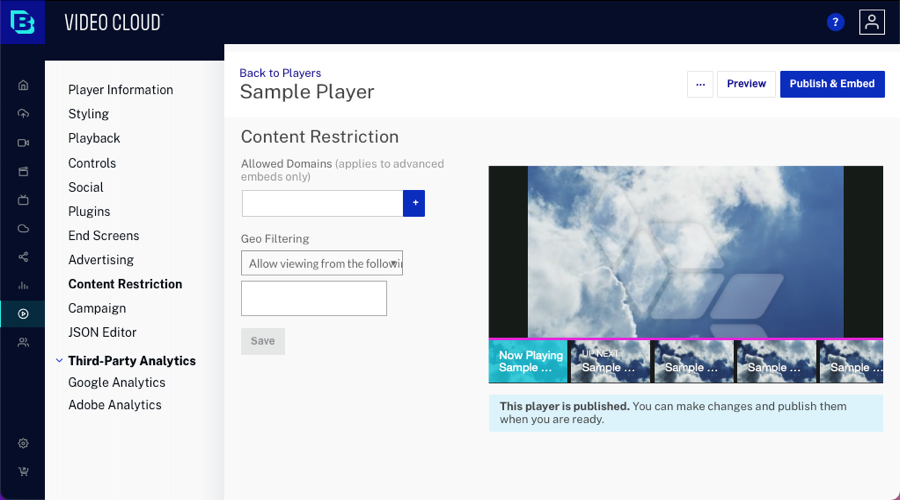 VIDEO CLOUD™
?
Back to Players
Sample Player
...
Preview
Publish & Embed
Player Information
Styling
Playback
Controls
Social
Plugins
End Screens
Advertising
Content Restriction
Campaign
JSON Editor
Third-Party Analytics
Google Analytics
Adobe Analytics
Content Restriction
Allowed Domains (applies to advanced
embeds only)
+
Geo Filtering
Allow viewing from the followin
Save
Now Playing
Sample ...
UP NEXT
Sample ...
Sample ...
Sample ...
Sample ...
This player is published. You can make changes and publish them
when you are ready.